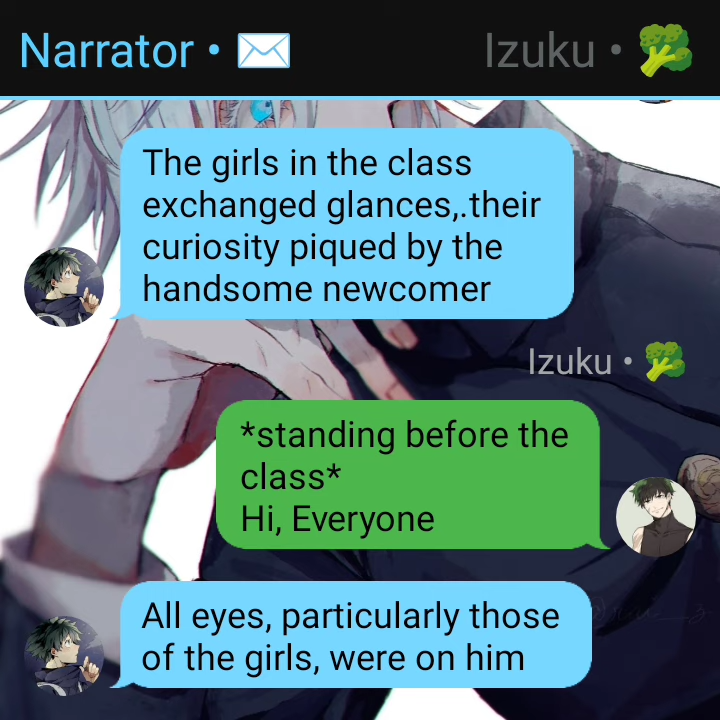 Narrator • ✉️
Izuku • 🥦
The girls in the class
exchanged glances,.their
curiosity piqued by the
handsome newcomer
Izuku • 🥦
*standing before the
class*
Hi, Everyone
All eyes, particularly those
of the girls, were on him